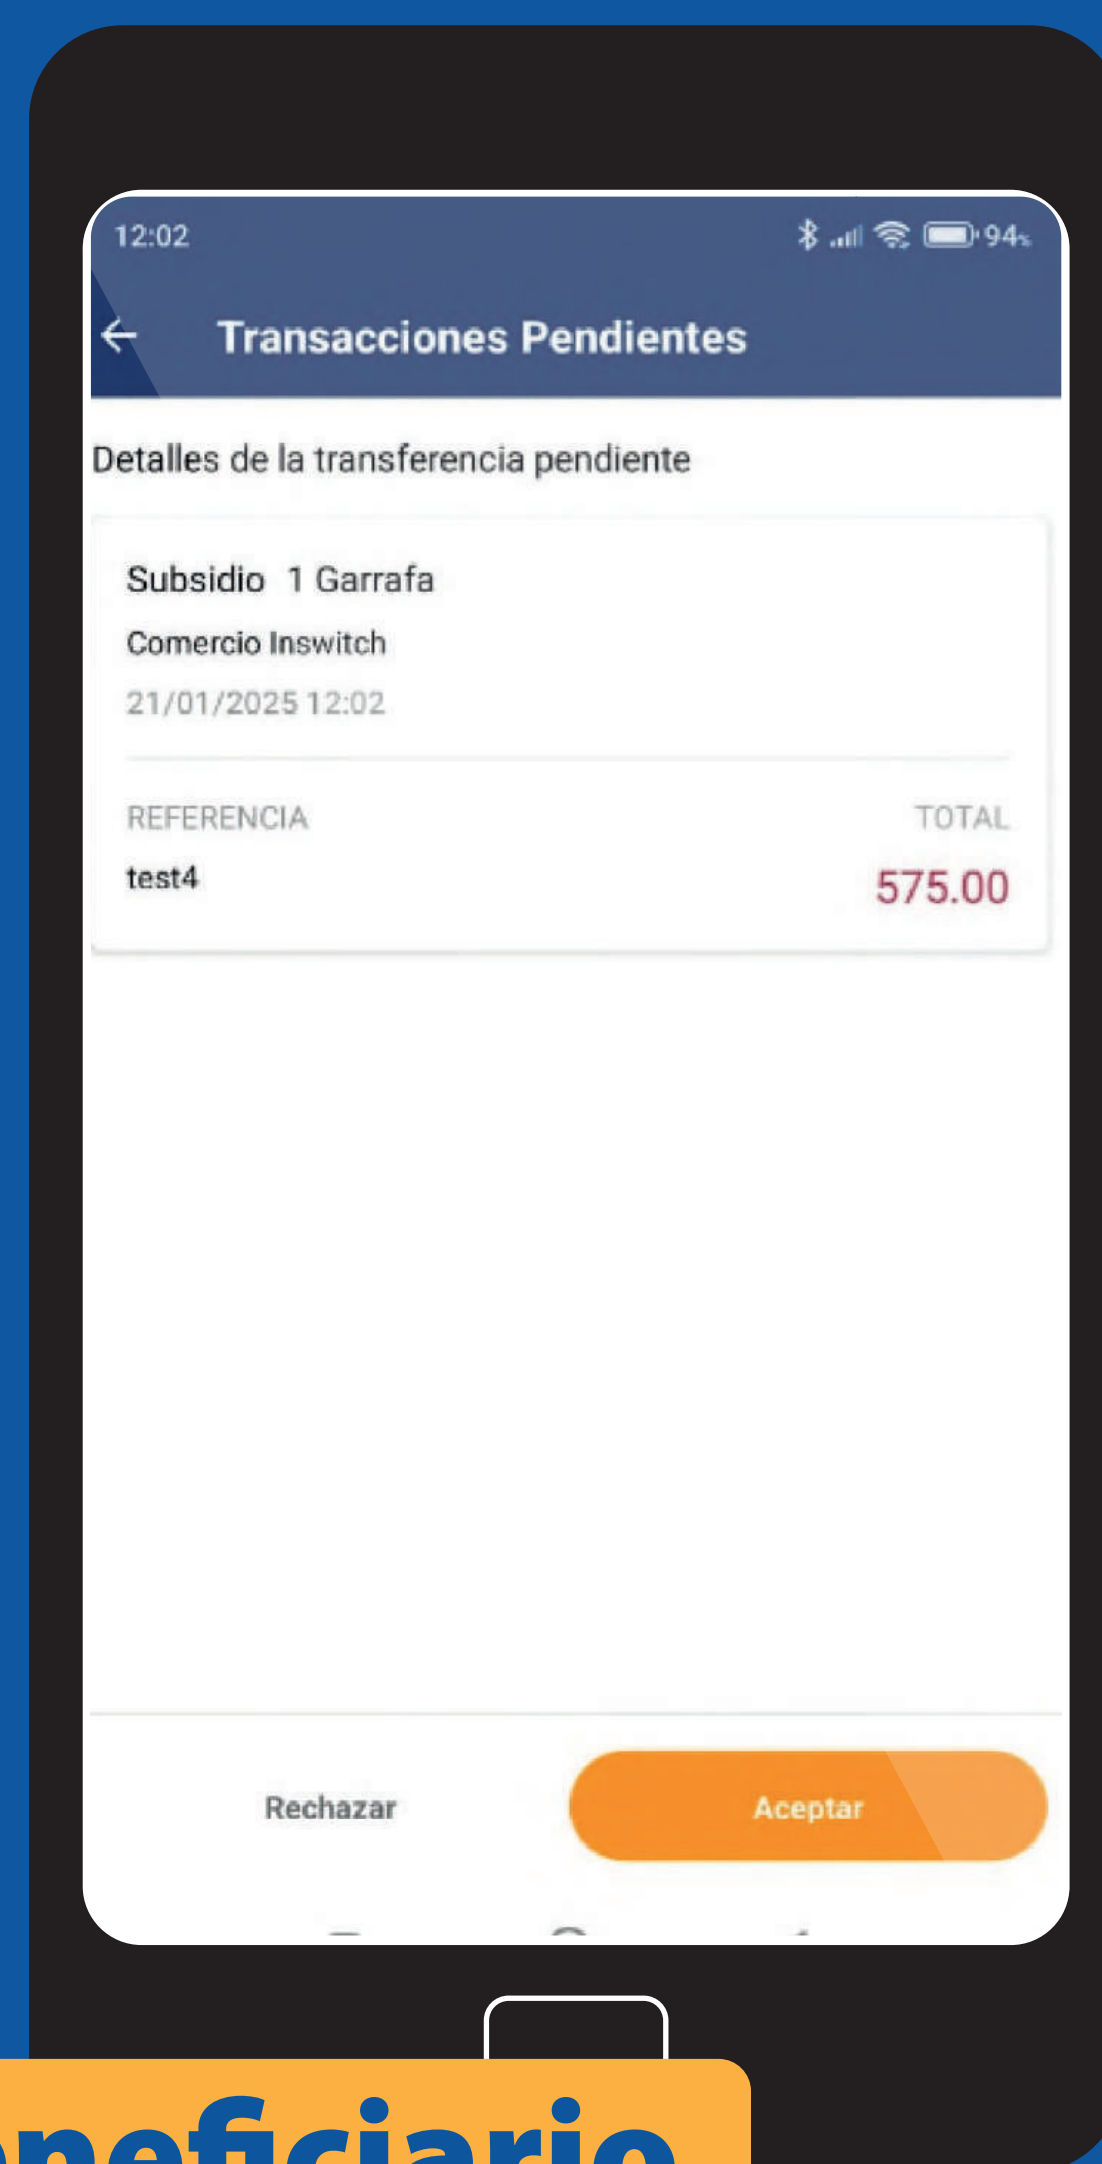 12:02 94%
Transacciones Pendientes
Detalles de la transferencia pendiente
Subsidio 1 Garrafa
Comercio Inswitch
21/01/2025 12:02
REFERENCIA TOTAL
test4 575.00
Rechazar Aceptar